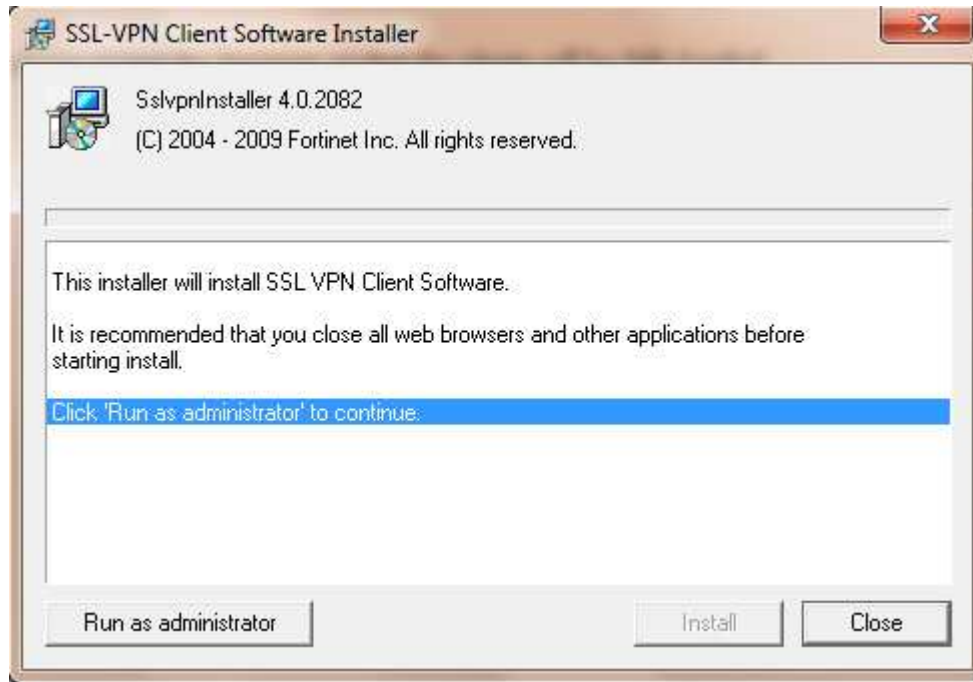 SSL-VPN Client Software Installer
SslvpnInstaller 4.0.2082
(C) 2004 - 2009 Fortinet Inc. All rights reserved.
This installer will install SSL VPN Client Software.
It is recommended that you close all web browsers and other applications before
starting install.
Click 'Run as administrator' to continue.
Run as administrator
Install
Close